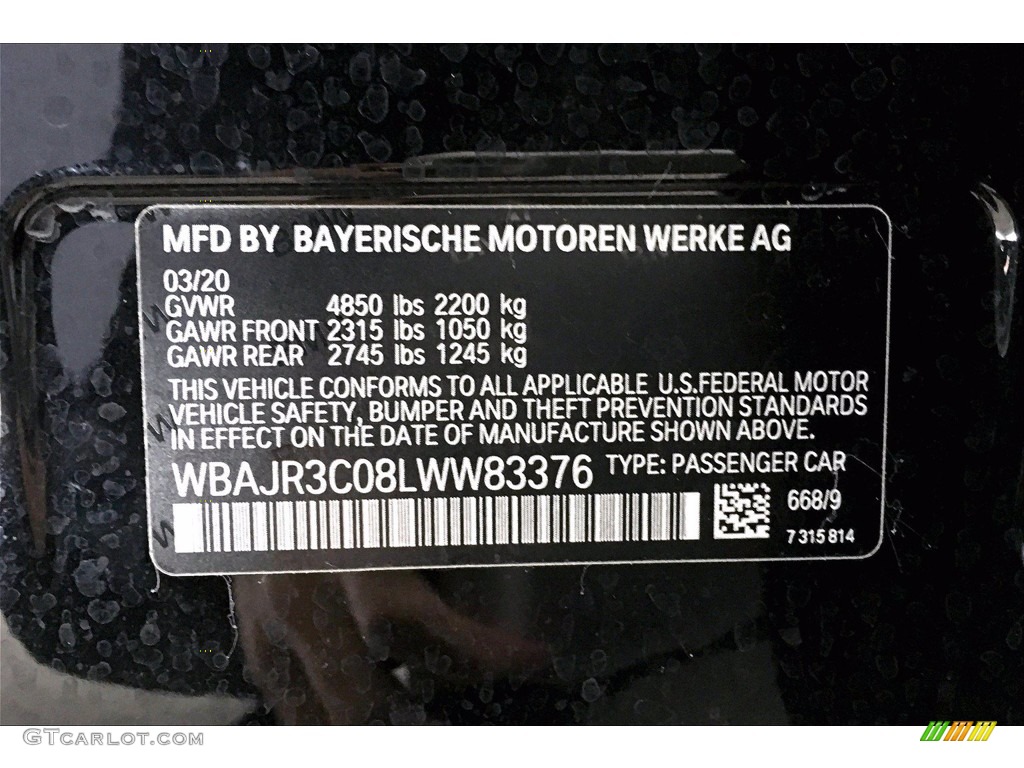 MFD BY BAYERISCHE MOTOREN WERKE AG
03/20
GVWR 4850 lbs 2200 kg
GAWR FRONT 2315 lbs 1050 kg
GAWR REAR 2745 lbs 1245 kg
THIS VEHICLE CONFORMS TO ALL APPLICABLE U.S.FEDERAL MOTOR
VEHICLE SAFETY, BUMPER AND THEFT PREVENTION STANDARDS
IN EFFECT ON THE DATE OF MANUFACTURE SHOWN ABOVE.
WBAJR3C08LWW83376 TYPE: PASSENGER CAR
668/9
7315814
GTcarlot.com